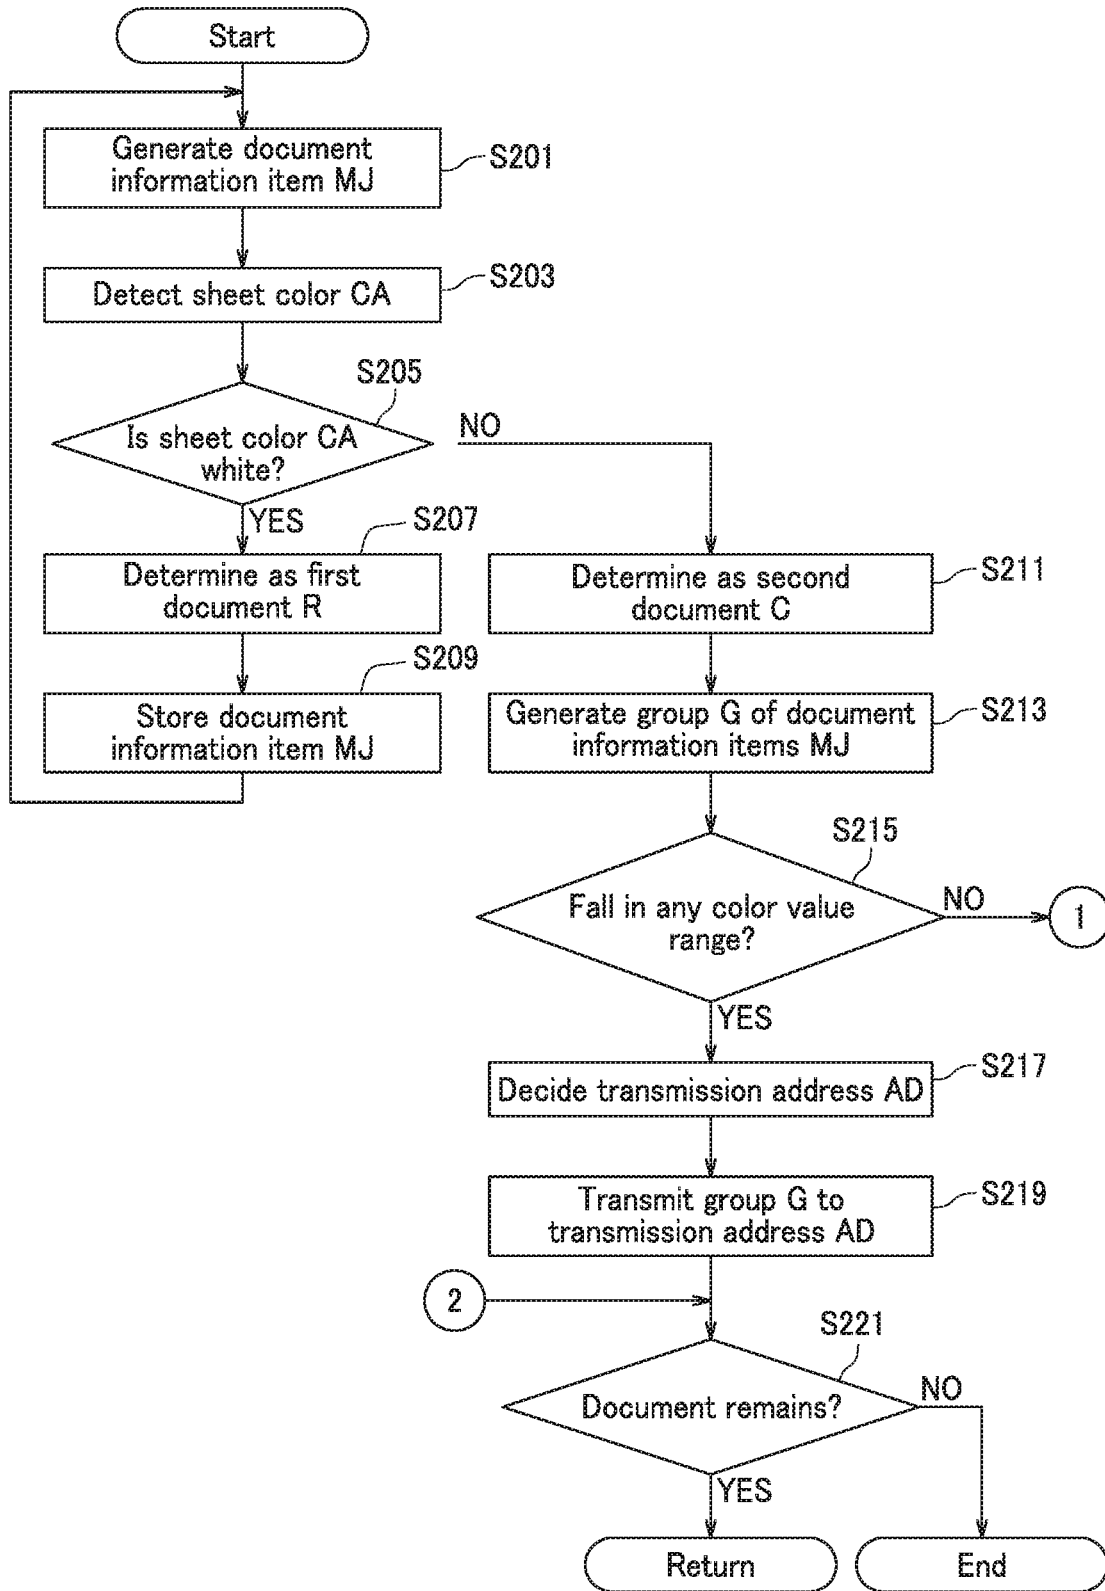 Start
Generate document
information item MJ
S201
Detect sheet color CA
S203
S205
Is sheet color CA
white?
NO
YES
S207
Determine as first
document R
S209
Store document
information item MJ
Determine as second
document C
S211
Generate group G of document
information items MJ
S213
S215
Fall in any color value
range?
NO
1
YES
Decide transmission address AD
S217
Transmit group G to
transmission address AD
S219
2
S221
Document remains?
NO
YES
Return
End